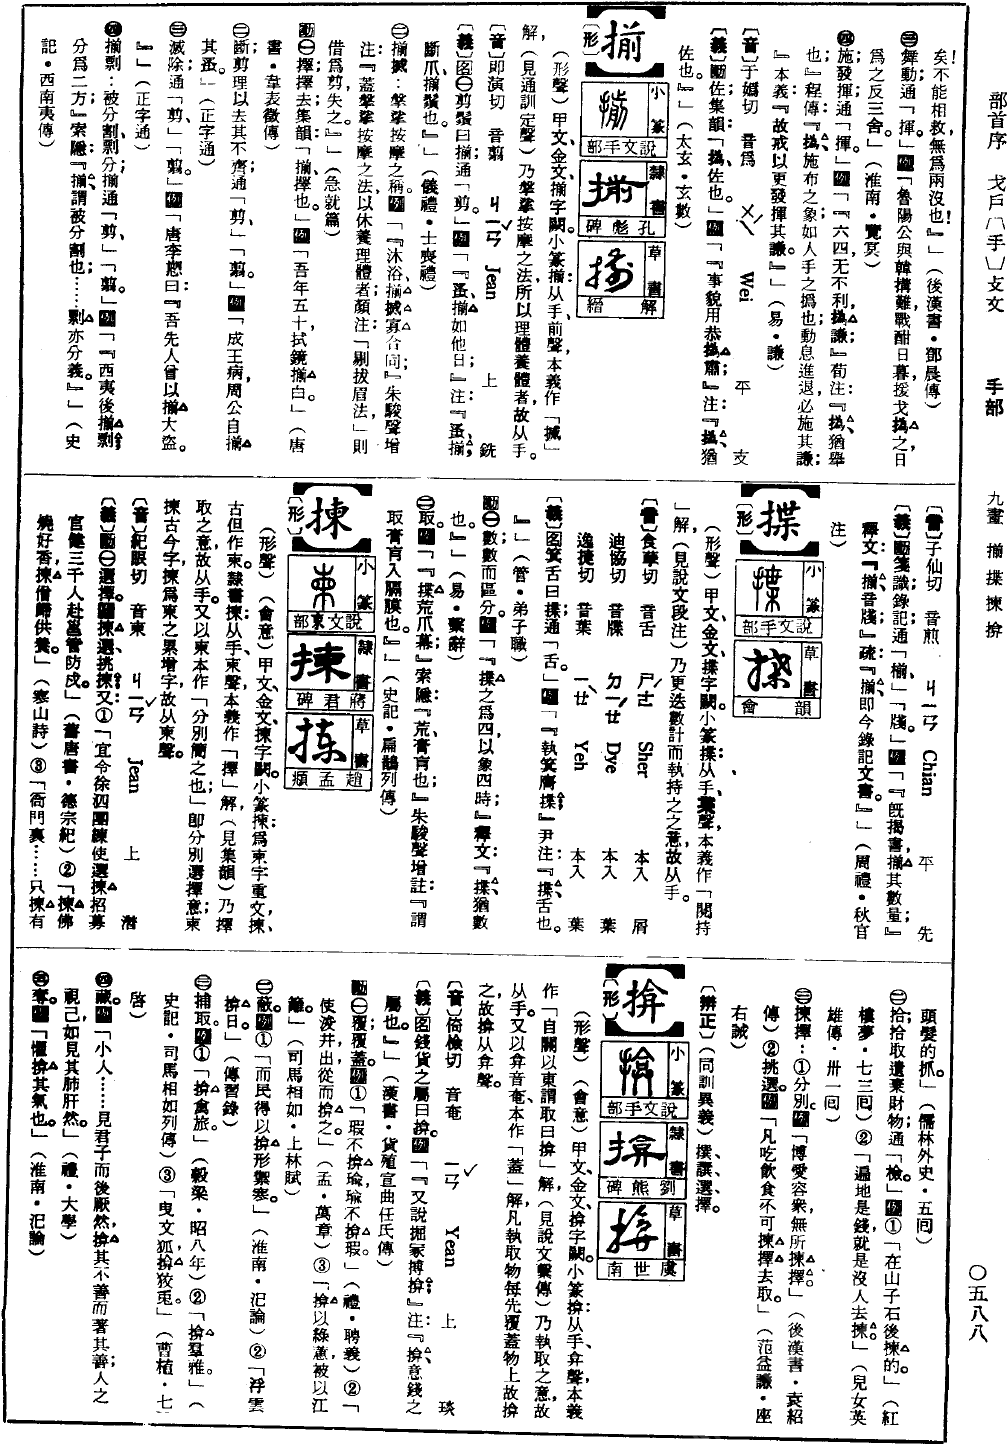 部首序　戈戶（手）支攴　手部　九畫　揃揲揀揜　〇五八八
矣不能相救無為兩沒也』」（後漢書・鄧晨傳）
㊂舞動通「揮」。例「魯陽公與韓搆難戰酣日暮援戈撝之日
為之反三舍。」（淮南・覽冥）
㊃施發揮通「揮」例「『六四无不利撝謙』荀注：『撝猶舉
也』程傳『撝施布之象如人手之撝也動息進退必施其謙；
『本義『故戒以更發揮其謙』」（易・謙）
〔音〕于嬀切　音為　ㄨㄟ　Wei　平　支
〔義〕動佐集韻「撝、佐也。」例「『事貌用恭撝肅』注：『撝、猶
佐也。』」（太玄・玄數）
揃
〔形〕
小篆　說文手部
隸書　孔彪碑
草書　解縉
（形聲）甲文、金文揃字闕。小篆揃从手、前聲，本義作「搣」
解（見通訓定聲）乃揅揅按摩之法所以理體養體者故从手。
〔音〕即演切　音翦　ㄐㄧㄢˇ　Jean　上　銑
〔義〕名㊀剪鬚曰揃通「剪」。例「『蚤揃如他日』注：『蚤、揃；
斷爪揃鬚也。』」（儀禮・士喪禮）
㊁揃搣：揅揅按摩之稱。例「『沐浴揃搣寡合同』朱駿聲增
注：『蓋揅揅按摩之法以休養理體者顏注：「剔拔眉法」則
借為剪失之』」（急就篇）
動㊀擇擇去集韻：「揃、擇也。」例「吾年五十拭鏡揃白。」（唐
書・韋表微傳）
㊁斷剪理以去其不齊通「剪」、「翦」例「成王病周公自揃
其蚤。」（正字通）
㊂滅除通「剪」、「翦」例「唐李愬曰：『吾先人曾以揃大盜。
』」（正字通）
㊃揃剽：被分割剽分揃通「剪」、「翦」。例「『西夷後揃剽
分為二方』索隱『揃謂被分割也……剽亦分義』」（史
記・西南夷傳）
〔音〕子仙切　音煎　ㄐㄧㄢ　Chian　平　先
〔義〕動箋識錄記通「椾」、「牋」。例「『既揭書揃其數量』
釋文『揃、音牋』疏『揃即今錄記文書。』」（周禮・秋官
注）
揲
〔形〕
小篆　說文手部
草書　韻會
（形聲）甲文、金文揲字闕。小篆揲从手、枼聲，本義作「閱持
」解（見說文段注）乃更迭數計而執持之之意故从手。
〔音〕食孽切　音舌　ㄕㄜˊ　Sher　本入　屑
迪協切　音牒　ㄉㄧㄝˊ　Dye　本入　葉
逸捷切　音葉　ㄧㄝˋ　Yeh　本入　葉
〔義〕名箕舌曰揲通「舌」。例「『執箕膺揲』尹注：『揲、舌也。
』」（管・弟子職）
動㊀數數而區分。例「『揲之為四以象四時』釋文『揲、猶數
也。』」（易・繫辭）
㊁取。例「『揲荒爪幕』索隱：『荒膏肓也』朱駿聲增註：『謂
取膏肓入膈膜也。』」（史記・扁鵲列傳）
揀
〔形〕
小篆　說文柬部
隸書　府君碑
草書　趙孟頫
（形聲）（會意）甲文、金文揀字闕。小篆揀為柬字重文揀、
古但作柬。隸書揀从手、柬聲，本義作「擇」解（見集韻）乃擇
取之意故从手。又以柬本作「分別簡之也」即分別選擇意柬
揀古今字揀為柬之累增字故从柬聲。
〔音〕紀眼切　音柬　ㄐㄧㄢˇ　Jean　上　潸
〔義〕動㊀選擇例揀選挑揀又①「宜令徐泗團練使選揀招募
官健三千人赴邕管防戍。」（舊唐書・懿宗紀）②「揀佛
燒好香揀僧歸供養。」（寒山詩）③「衙門裏……只揀有
頭髮的抓。」（儒林外史・五回）
㊁拾拾取遺棄財物通「檢」。例①「在山子石後揀的。」（紅
樓夢・七三回）②「遍地是錢就是沒人去揀。」（兒女英
雄傳・卅一回）
㊂揀擇：①分別。例「博愛容衆無所揀擇。」（後漢書・袁紹
傳）②挑選。例「凡吃飲食不可揀擇去取。」（范益謙・座
右誡）
〔辨正〕（同訓異義）撰、譔、選、擇。
揜
〔形〕
小篆　說文手部
隸書　劉熊碑
草書　虞世南
（形聲）（會意）甲文、金文揜字闕。小篆揜从手、弇聲，本義
作「自關以東謂取曰揜」解，（見說文繫傳）乃執取之意，故
从手。又以弇音奄、本作「蓋」解凡執取物每先覆蓋物上故揜
之故揜从弇聲。
〔音〕倚檢切　音奄　ㄧㄢˇ　Yean　上　琰
〔義〕名錢貨之屬曰揜。例「『又說掘冢搏揜』注：『揜、意錢之
屬也。』」（漢書・貨殖宣曲任氏傳）
動㊀覆覆蓋。例①「瑕不揜瑜、瑜不揜瑕。」（禮・聘義）②「
使浚井出從而揜之。」（孟・萬章）③「揜以綠蕙被以江
蘺。」（司馬相如・上林賦）
㊁蔽。例①「而民得以揜形禦寒。」（淮南・氾論）②「浮雲
揜日。」（傳習錄）
㊂捕取。例①「揜禽旅。」（穀梁・昭八年）②「揜羣雅。」（
史記・司馬相如列傳）③「曳文狐揜狡兎。」（曹植・七
啓）
㊃藏。例「小人……見君子而後厭然，揜其不善而著其善；人之
視己如見其肺肝然。」（禮・大學）
㊄奪。例「懼揜其氣也。」（淮南・氾論）